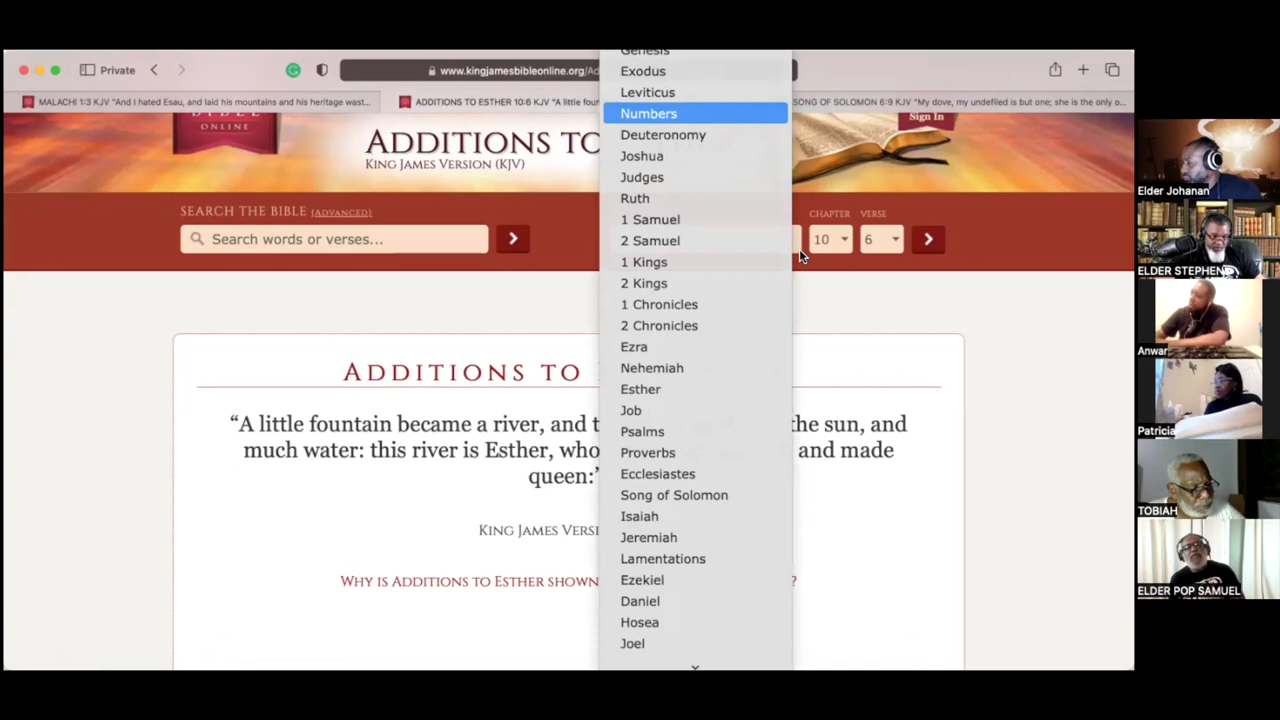 Private
www.kingjamesbibleonline.org/Ad
MALACHI 1:3 KJV "And I hated Esau, and laid his mountains and his heritage wast...
ADDITIONS TO ESTHER 10:6 KJV "A little four
SONG OF SOLOMON 6:9 KJV "My dove, my undefiled is but one; she is the only o...
ONLINE
ADDITIONS TO
KING JAMES VERSION (KJV)
Sign In
SEARCH THE BIBLE (ADVANCED)
CHAPTER VERSE
Search words or verses...
10
6
Genesis
Exodus
Leviticus
Numbers
Deuteronomy
Joshua
Judges
Ruth
1 Samuel
2 Samuel
1 Kings
2 Kings
1 Chronicles
2 Chronicles
Ezra
Nehemiah
Esther
Job
Psalms
Proverbs
Ecclesiastes
Song of Solomon
Isaiah
Jeremiah
Lamentations
Ezekiel
Daniel
Hosea
Joel
ADDITIONS TO
“A little fountain became a river, and t the sun, and
much water: this river is Esther, who and made
queen:”
KING JAMES VERSI
WHY IS ADDITIONS TO ESTHER SHOWN ?
Elder Johanan
ELDER STEPHEN
Anwar
Patricia
TOBIAH
ELDER POP SAMUEL